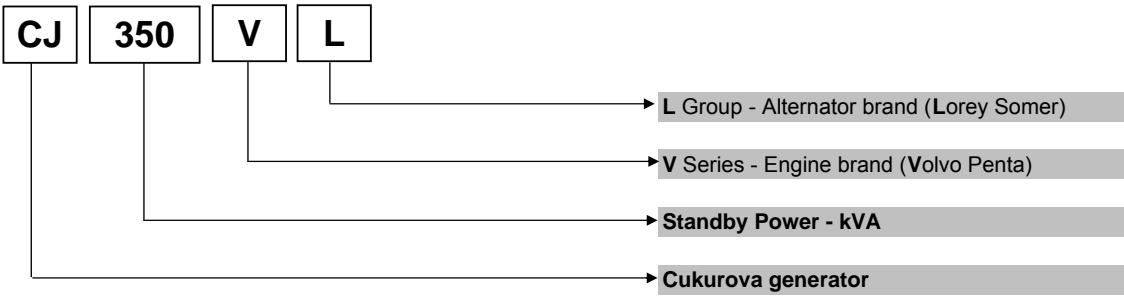 CJ 350 V L
L Group - Alternator brand (Lorey Somer)
V Series - Engine brand (Volvo Penta)
Standby Power - kVA
Cukurova generator